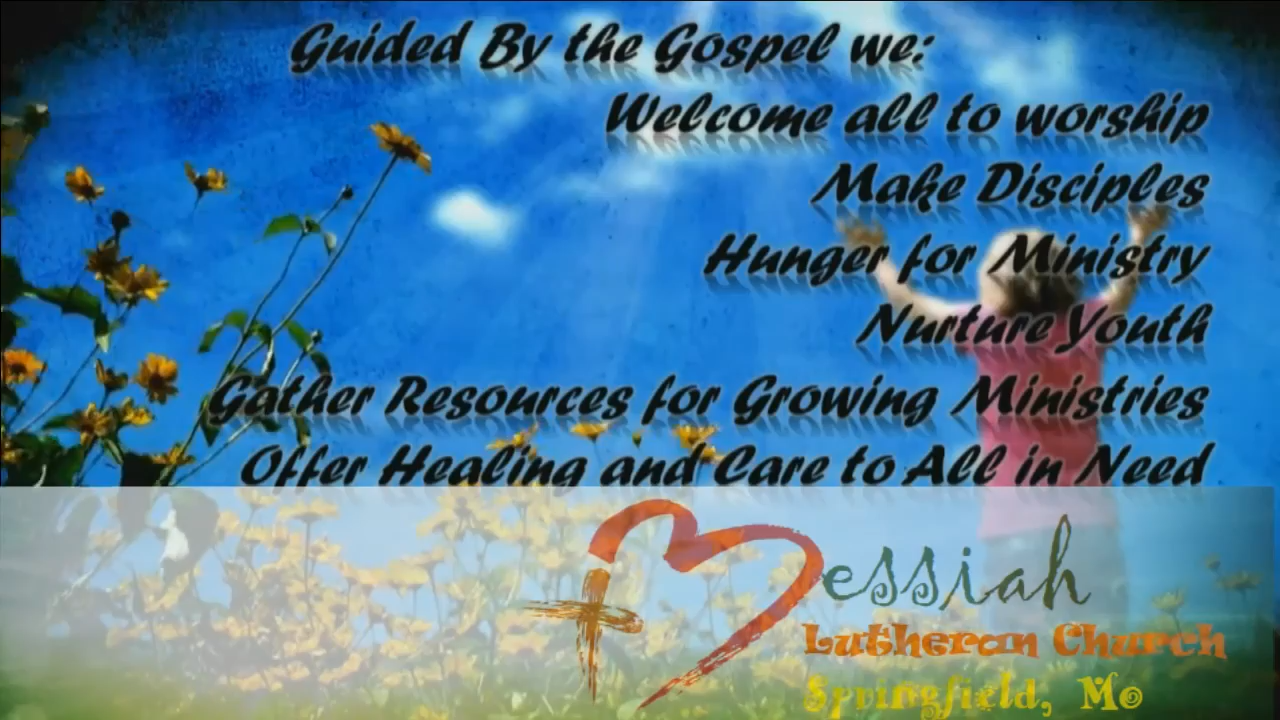 Guided By the Gospel we:
Welcome all to worship
Make Disciples
Hunger for Ministry
Nurture Youth
Gather Resources for Growing Ministries
Offer Healing and Care to All in Need
Messiah
Lutheran Church
Springfield, Mo